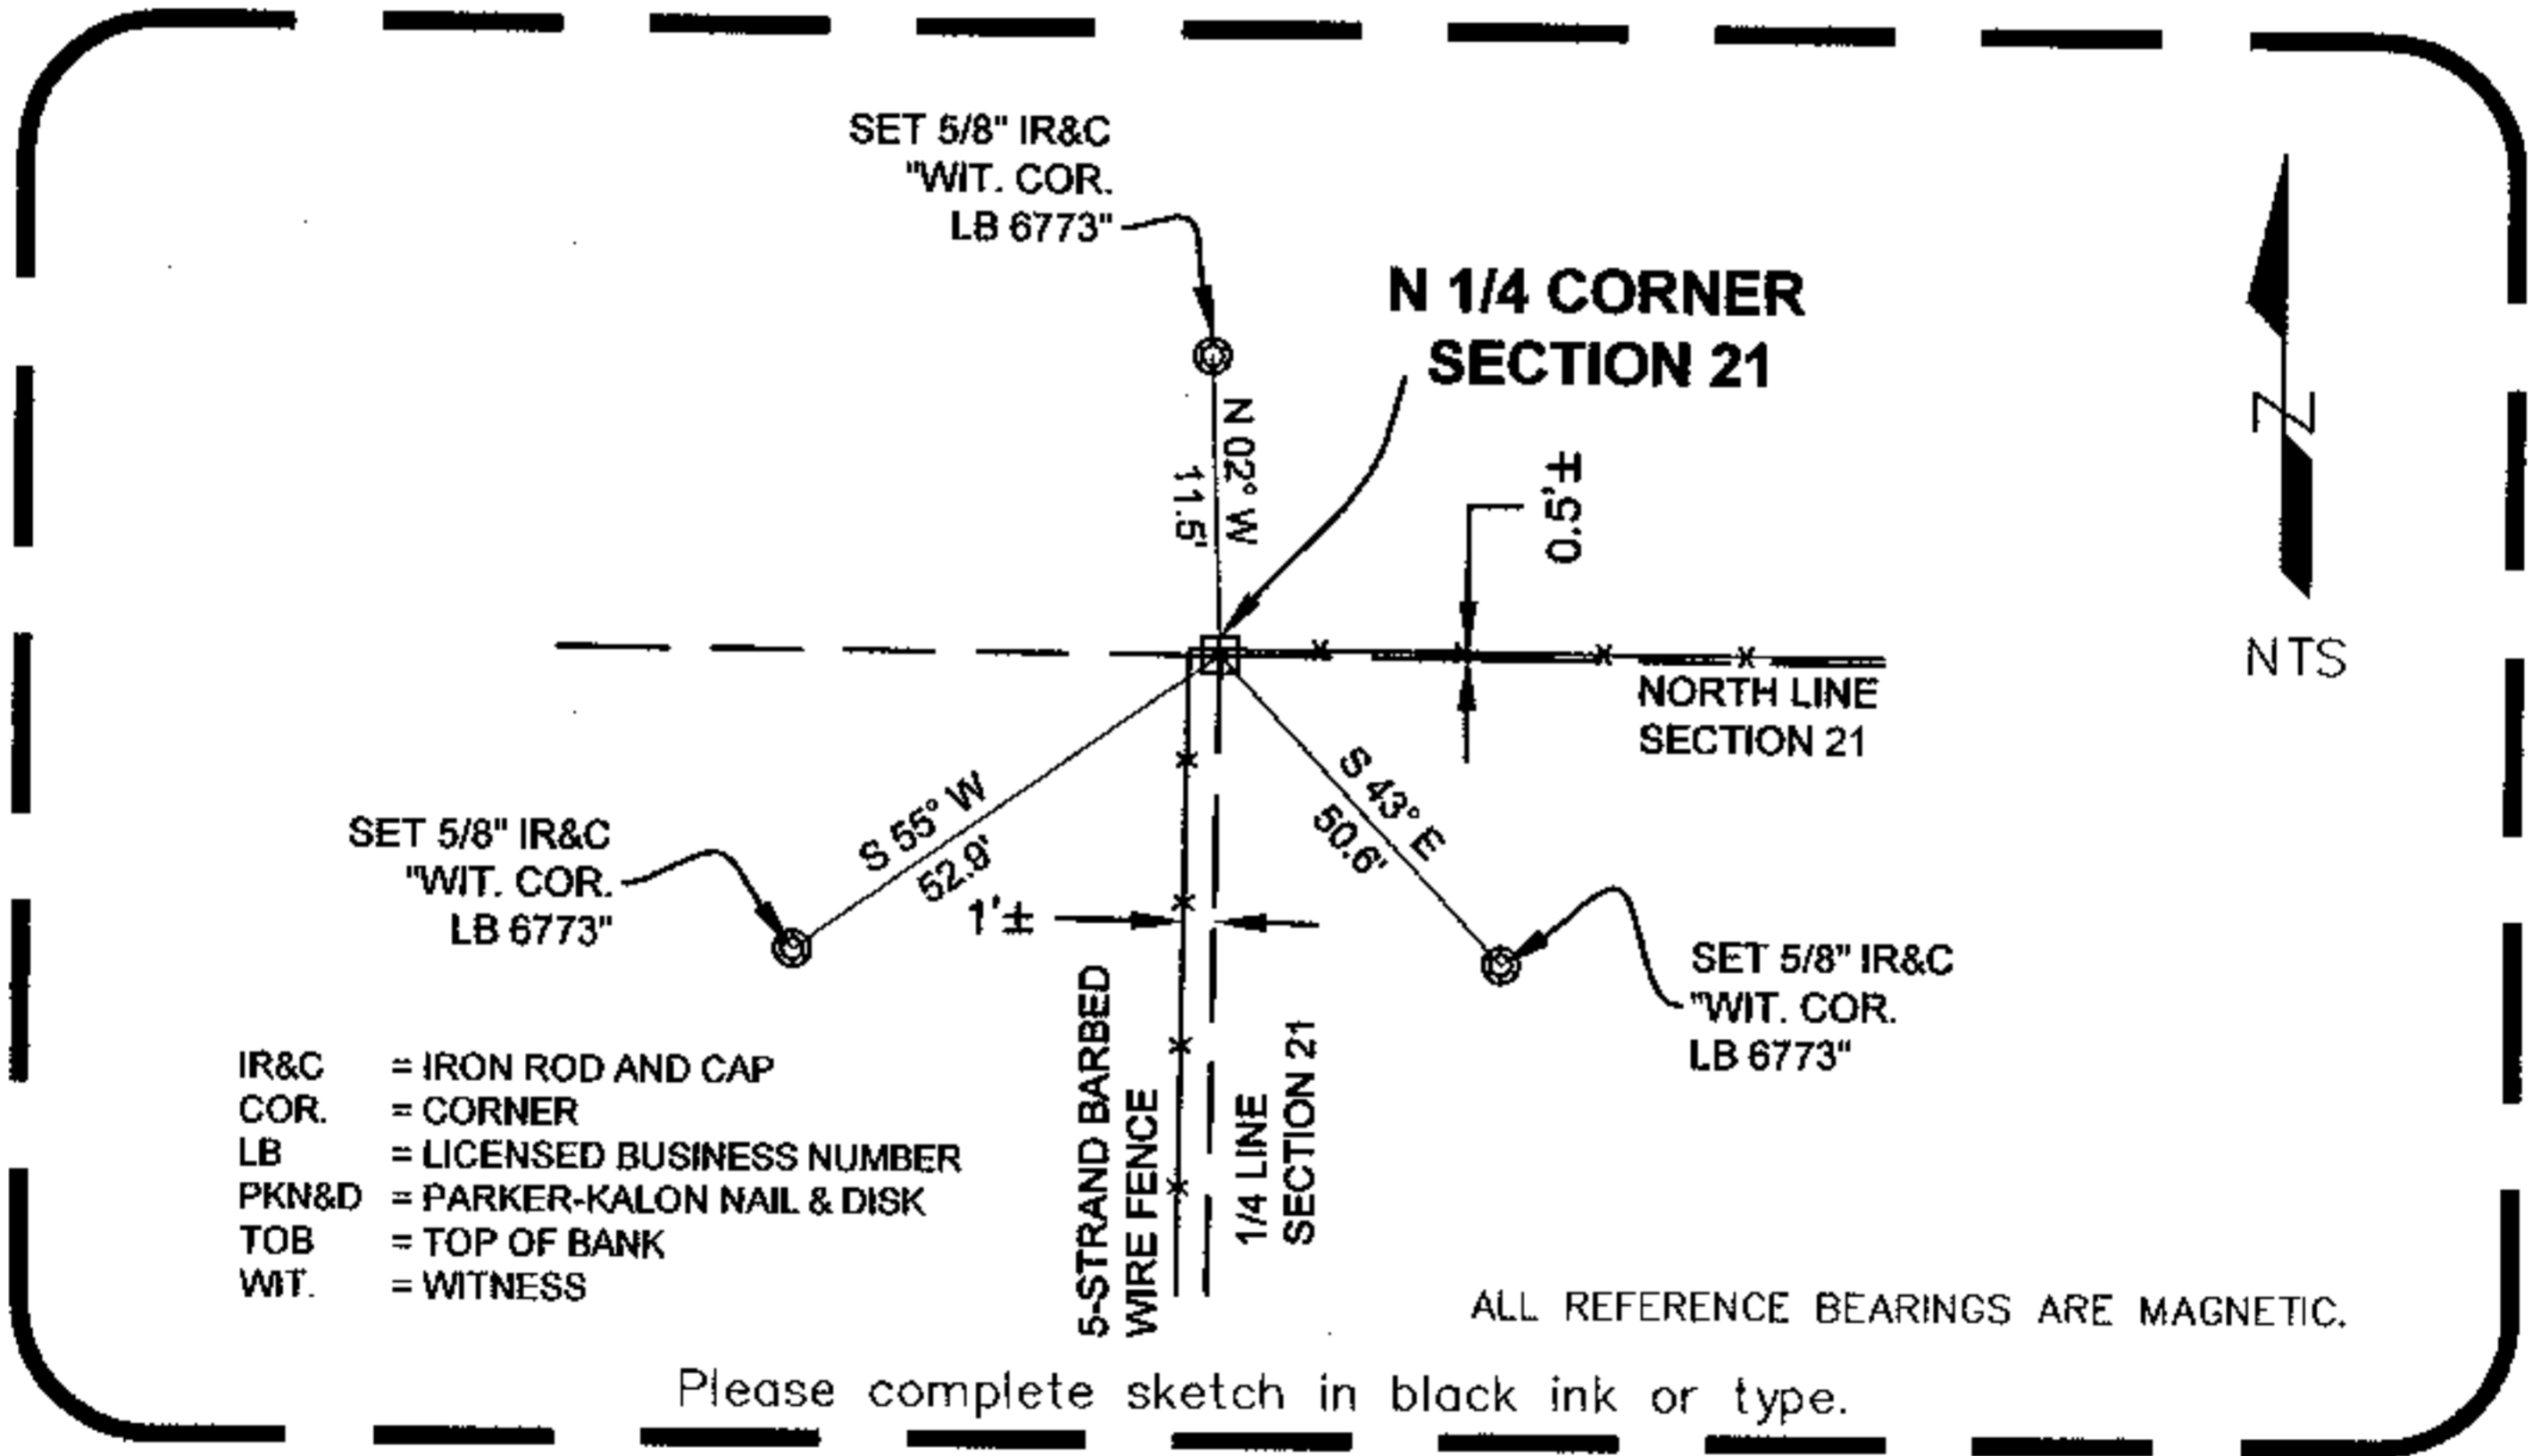 SET 5/8" IR&C
"WIT. COR.
LB 6773"
N 1/4 CORNER
SECTION 21
N 02° W
11.5'
0.5'±
N
NTS
NORTH LINE
SECTION 21
S 55° W
52.9'
S 43° E
50.6'
1'±
SET 5/8" IR&C
"WIT. COR.
LB 6773"
SET 5/8" IR&C
"WIT. COR.
LB 6773"
5-STRAND BARBED
WIRE FENCE
1/4 LINE
SECTION 21
IR&C = IRON ROD AND CAP
COR. = CORNER
LB = LICENSED BUSINESS NUMBER
PKN&D = PARKER-KALON NAIL & DISK
TOB = TOP OF BANK
WIT. = WITNESS
ALL REFERENCE BEARINGS ARE MAGNETIC.
Please complete sketch in black ink or type.